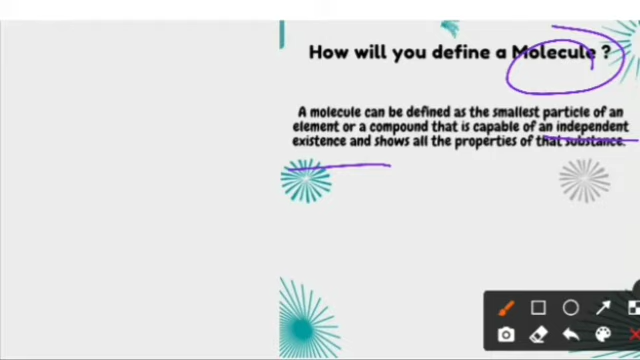 How will you define a Molecule ?
A molecule can be defined as the smallest particle of an
element or a compound that is capable of an independent
existence and shows all the properties of that substance.